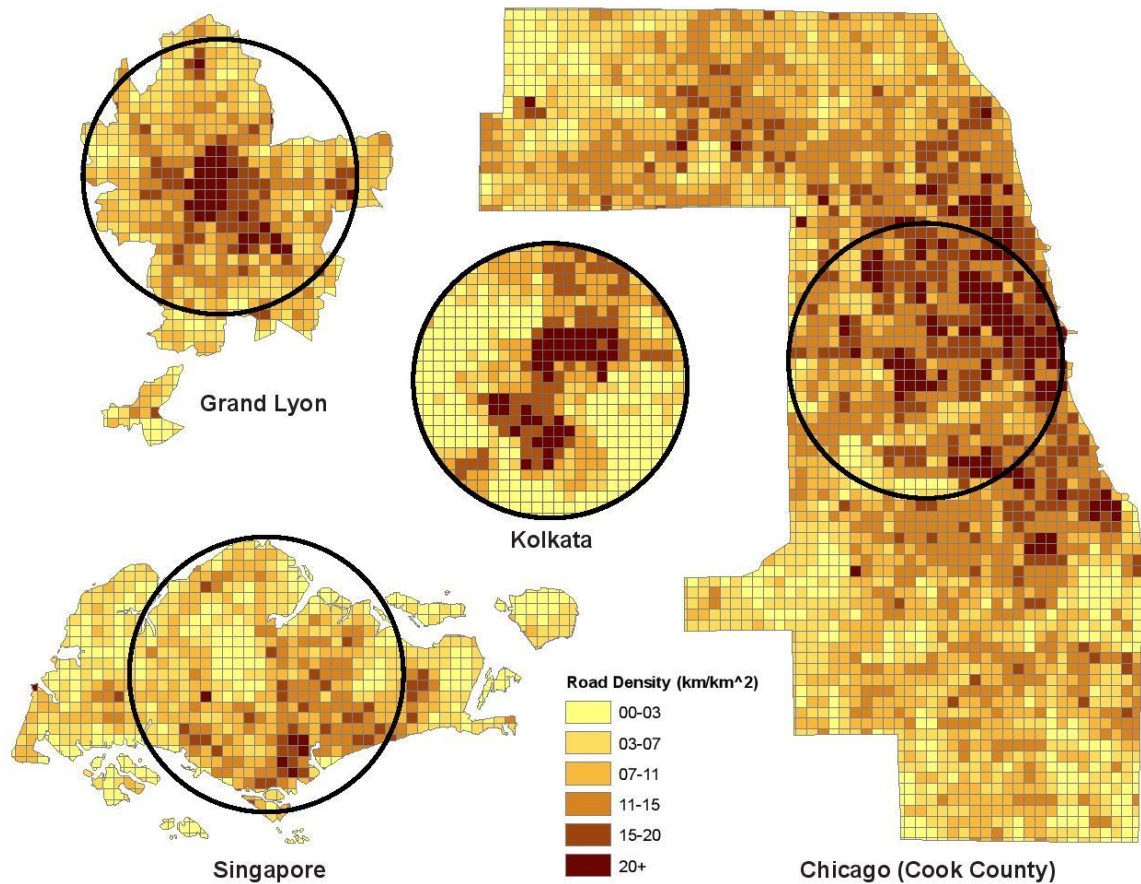 Grand Lyon
Kolkata
Singapore
Road Density (km/km^2)
00-03
03-07
07-11
11-15
15-20
20+
Chicago (Cook County)